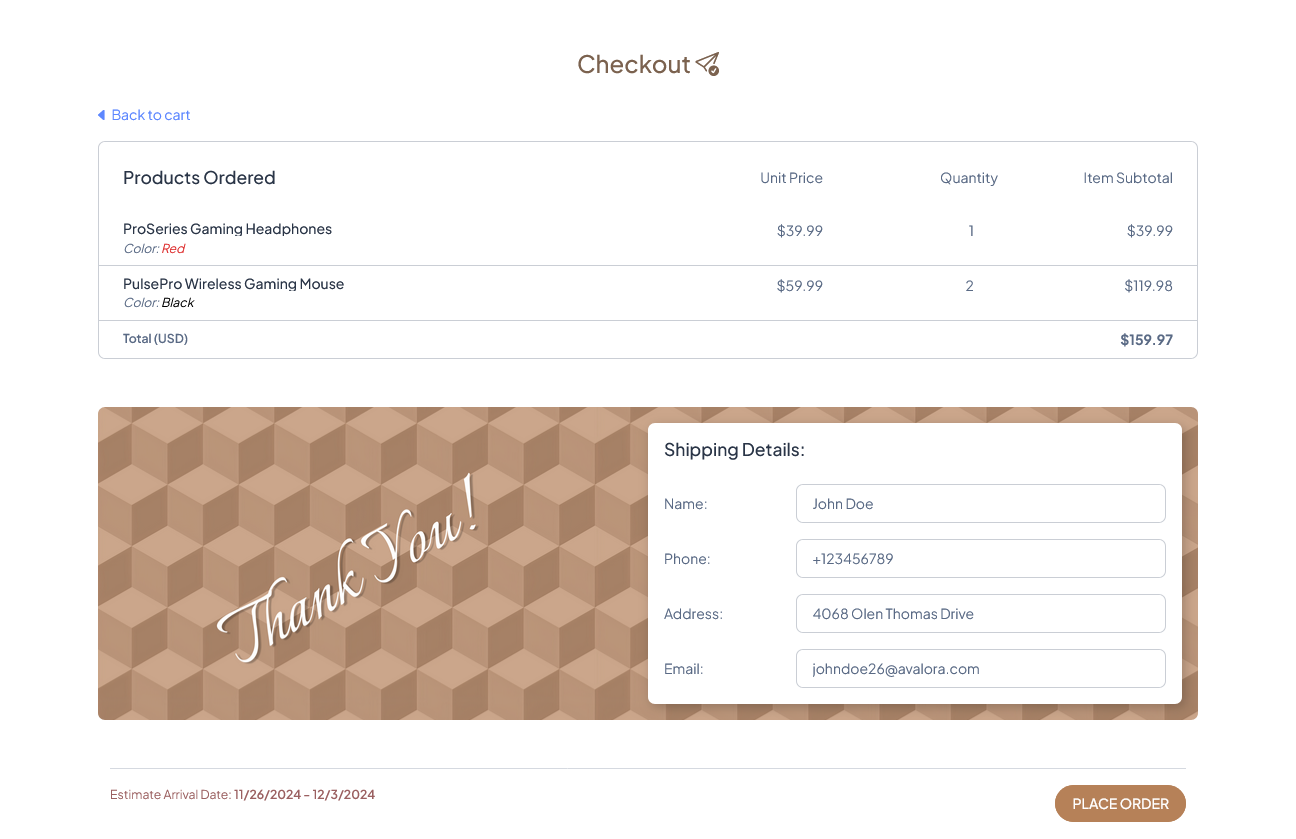 Checkout
Back to cart
Products Ordered Unit Price Quantity Item Subtotal
ProSeries Gaming Headphones $39.99 1 $39.99
Color: Red
PulsePro Wireless Gaming Mouse $59.99 2 $119.98
Color: Black
Total (USD) $159.97
Thank You!
Shipping Details:
Name: John Doe
Phone: +123456789
Address: 4068 Olen Thomas Drive
Email: johndoe26@avalora.com
Estimate Arrival Date: 11/26/2024 - 12/3/2024
PLACE ORDER